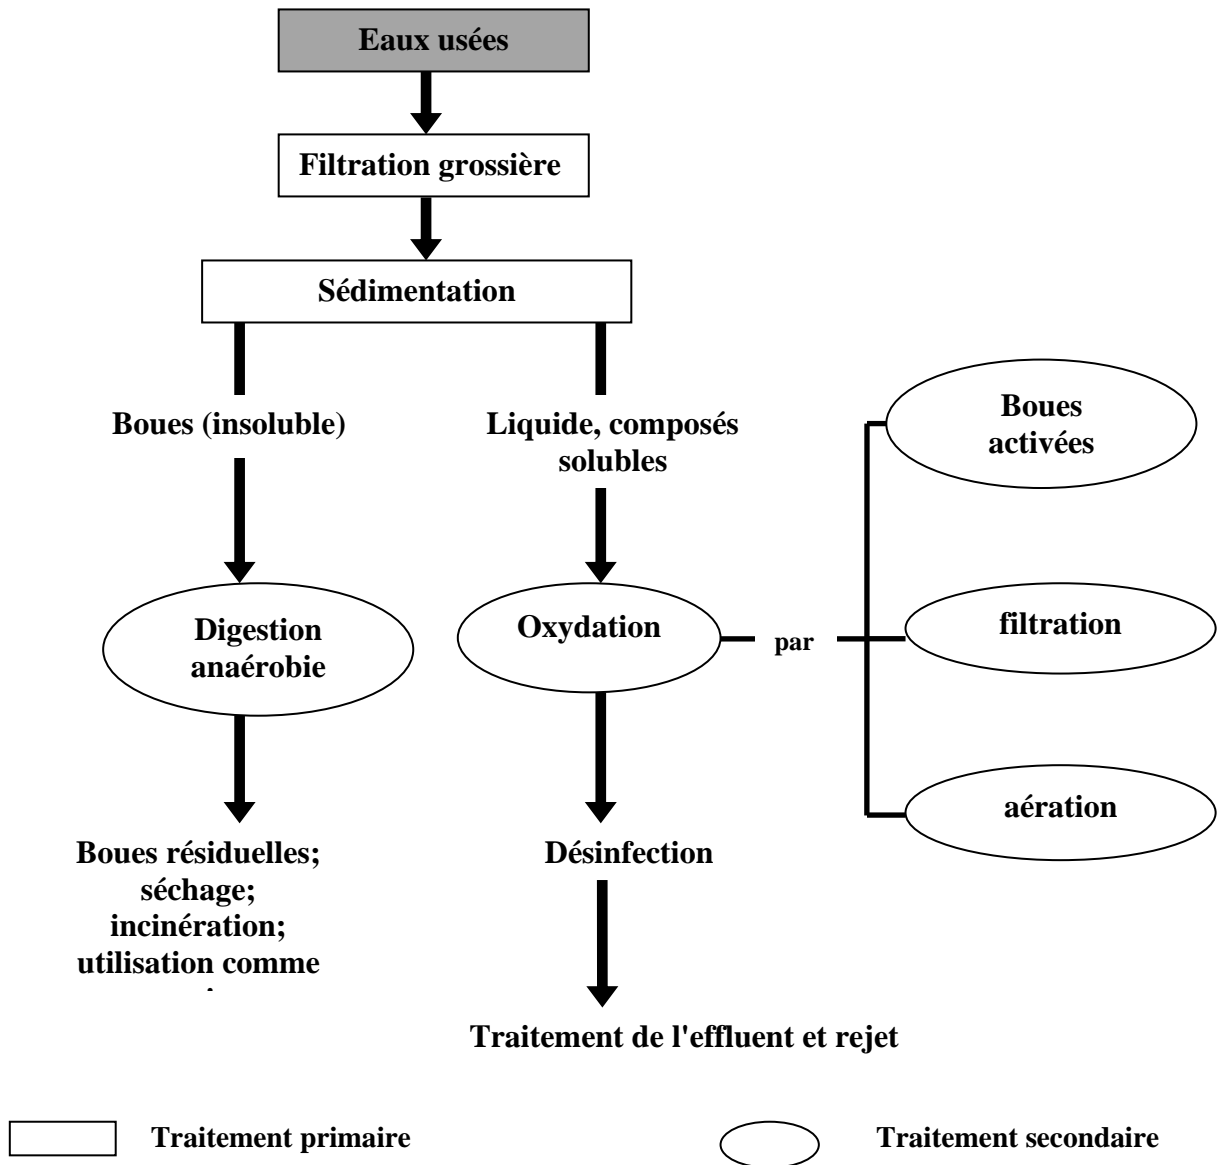 Eaux usées
Filtration grossière
Sédimentation
Boues (insoluble)
Liquide, composés
solubles
Boues
activées
Digestion
anaérobie
Oxydation
par
filtration
aération
Boues résiduelles;
séchage;
incinération;
utilisation comme
Désinfection
Traitement de l'effluent et rejet
Traitement primaire
Traitement secondaire